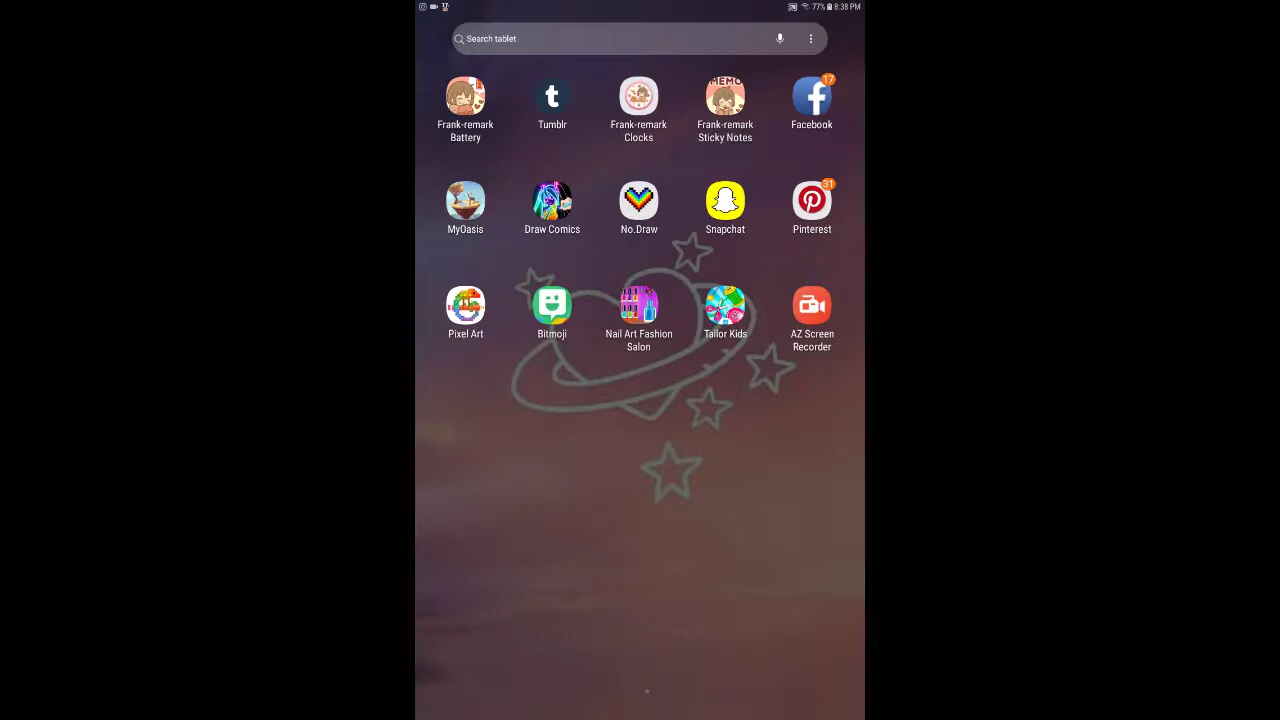 77% 8:38 PM
Search tablet
MEMO
17
Frank-remark
Battery
Tumblr
Frank-remark
Clocks
Frank-remark
Sticky Notes
Facebook
31
MyOasis
Draw Comics
No.Draw
Snapchat
Pinterest
Pixel Art
Bitmoji
Nail Art Fashion
Salon
Tailor Kids
AZ Screen
Recorder